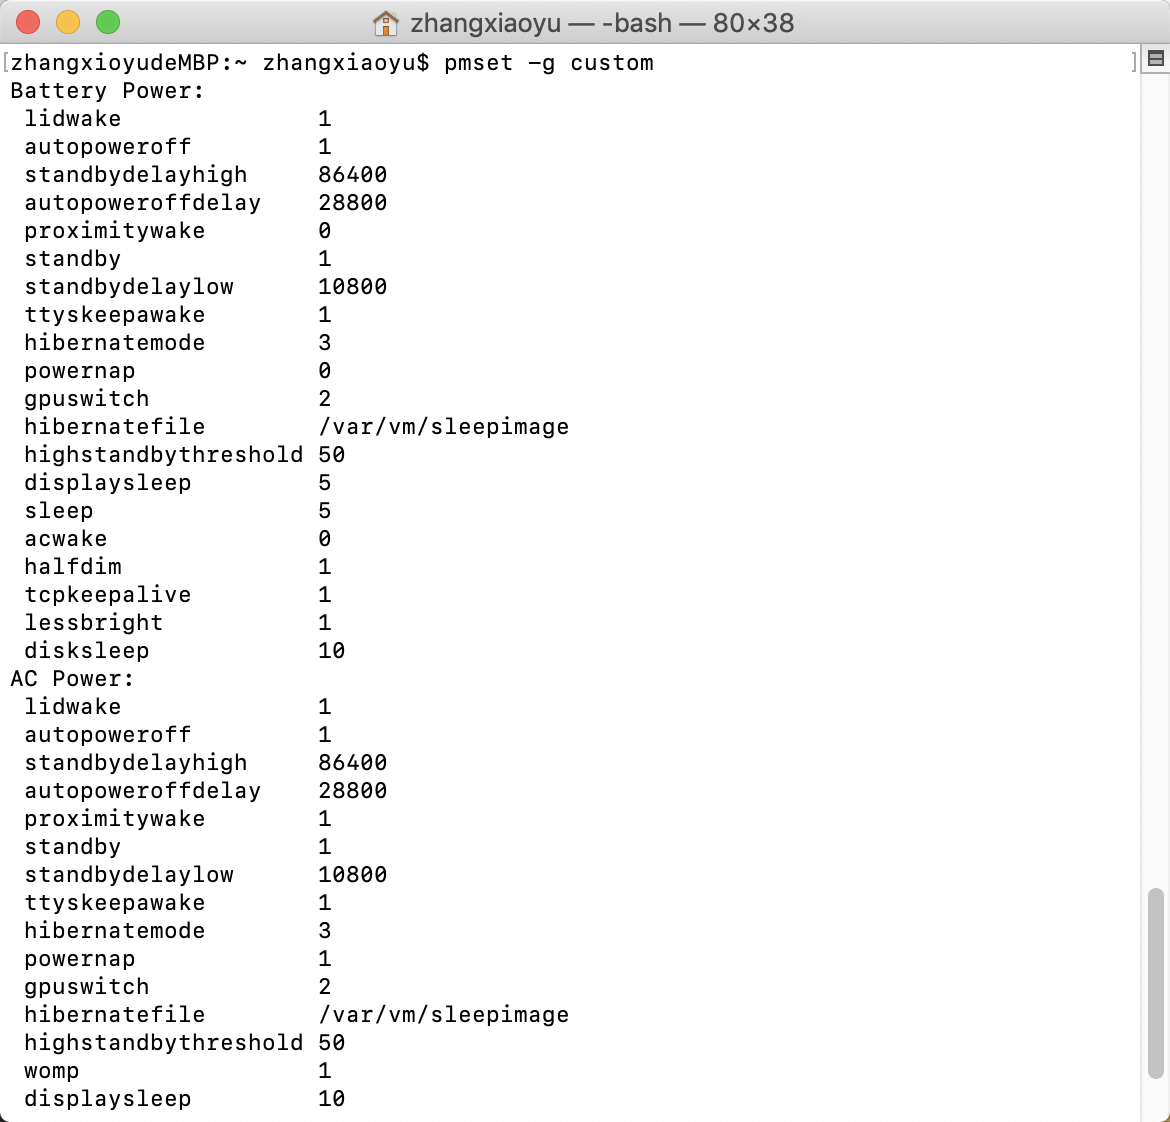 zhangxiaoyu — -bash — 80×38
[zhangxioyudeMBP:~ zhangxiaoyu$ pmset -g custom ]
Battery Power:
 lidwake              1
 autopoweroff         1
 standbydelayhigh     86400
 autopoweroffdelay    28800
 proximitywake        0
 standby              1
 standbydelaylow      10800
 ttyskeepawake        1
 hibernatemode        3
 powernap             0
 gpuswitch            2
 hibernatefile        /var/vm/sleepimage
 highstandbythreshold 50
 displaysleep         5
 sleep                5
 acwake               0
 halfdim              1
 tcpkeepalive         1
 lessbright           1
 disksleep            10
AC Power:
 lidwake              1
 autopoweroff         1
 standbydelayhigh     86400
 autopoweroffdelay    28800
 proximitywake        1
 standby              1
 standbydelaylow      10800
 ttyskeepawake        1
 hibernatemode        3
 powernap             1
 gpuswitch            2
 hibernatefile        /var/vm/sleepimage
 highstandbythreshold 50
 womp                 1
 displaysleep         10